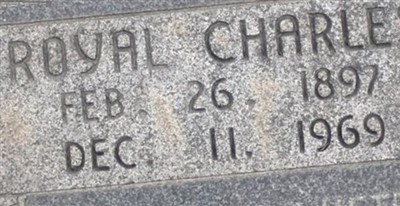 ROYAL CHARLE
FEB. 26, 1897
DEC. 11. 1969